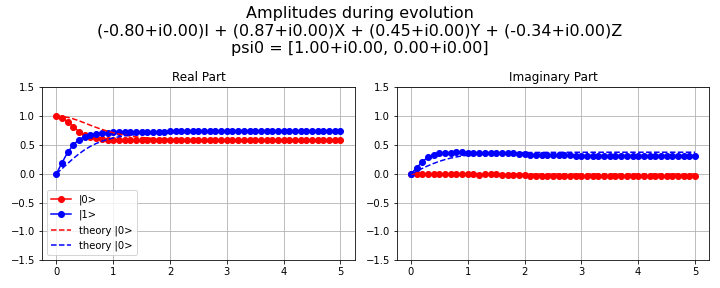 Amplitudes during evolution
(-0.80+i0.00)I + (0.87+i0.00)X + (0.45+i0.00)Y + (-0.34+i0.00)Z
psi0 = [1.00+i0.00, 0.00+i0.00]
Real Part
1.5
1.0
0.5
0.0
−0.5
−1.0
−1.5
|0>
|1>
theory |0>
theory |0>
0 1 2 3 4 5
Imaginary Part
1.5
1.0
0.5
0.0
−0.5
−1.0
−1.5
0 1 2 3 4 5